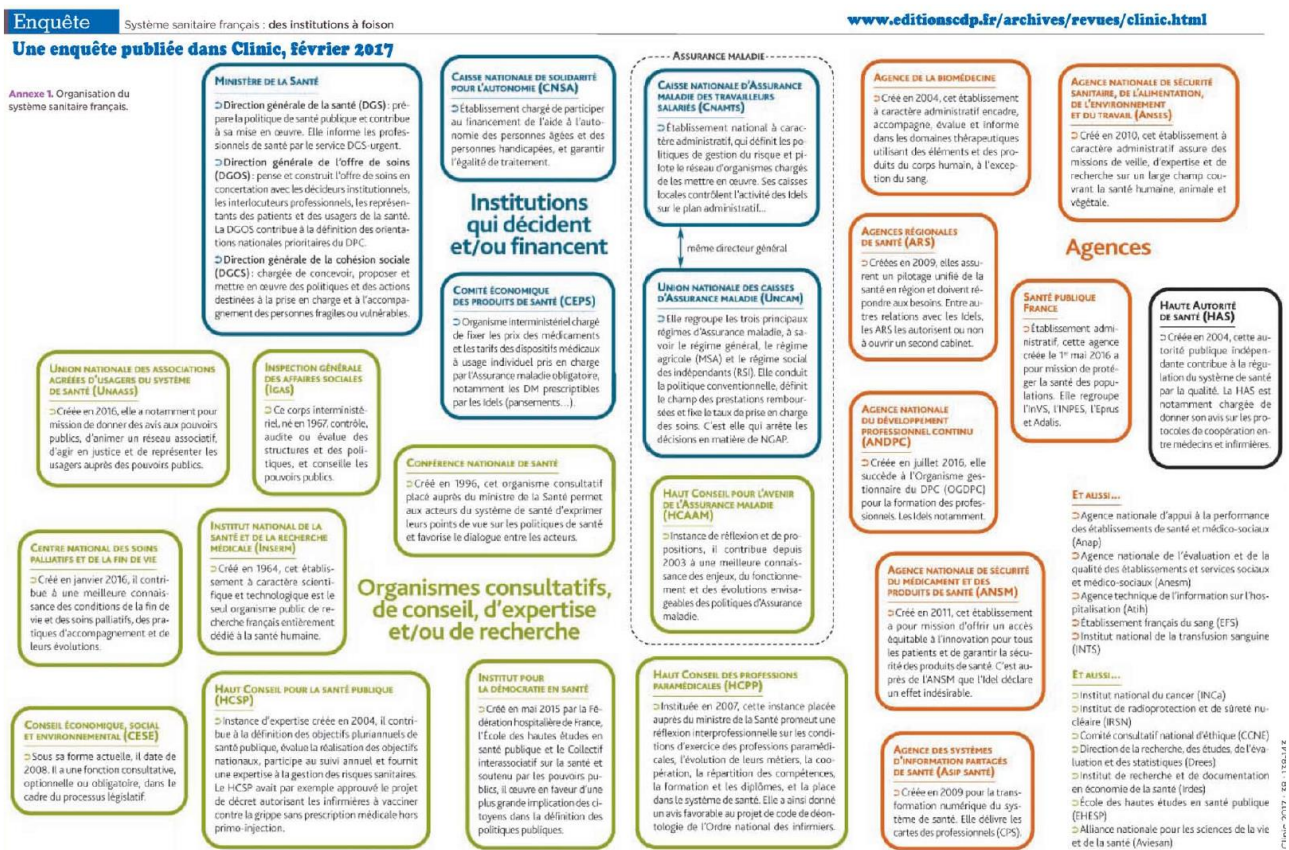 Enquête
Système sanitaire français : des institutions à foison
www.editionscdp.fr/archives/revues/clinic.html
Une enquête publiée dans Clinic, février 2017
Annexe 1. Organisation du
système sanitaire français.
MINISTÈRE DE LA SANTÉ
⊃ Direction générale de la santé (DGS) : pré-
pare la politique de santé publique et contribue
à sa mise en œuvre. Elle informe les profes-
sionnels de santé par le service DGS-urgent.
⊃ Direction générale de l'offre de soins
(DGOS) : pense et construit l'offre de soins en
concertation avec les décideurs institutionnels,
les interlocuteurs professionnels, les représen-
tants des patients et des usagers de la santé.
La DGOS contribue à la définition des orienta-
tions nationales prioritaires du DPC.
⊃ Direction générale de la cohésion sociale
(DGCS) : chargée de concevoir, proposer et
mettre en œuvre des politiques et des actions
destinées à la prise en charge et à l'accompa-
gnement des personnes fragiles ou vulnérables.
CAISSE NATIONALE DE SOLIDARITÉ
POUR L'AUTONOMIE (CNSA)
⊃ Établissement chargé de participer
au financement de l'aide à l'auto-
nomie des personnes âgées et des
personnes handicapées, et garantir
l'égalité de traitement.
Institutions
qui décident
et/ou financent
COMITÉ ÉCONOMIQUE
DES PRODUITS DE SANTÉ (CEPS)
⊃ Organisme interministériel chargé
de fixer les prix des médicaments
et les tarifs des dispositifs médicaux
à usage individuel pris en charge
par l'Assurance maladie obligatoire,
notamment les DM prescriptibles
par les Idels (pansements...).
ASSURANCE MALADIE
CAISSE NATIONALE D'ASSURANCE
MALADIE DES TRAVAILLEURS
SALARIÉS (CNAMTS)
⊃ Établissement national à carac-
tère administratif, qui définit les po-
litiques de gestion du risque et pi-
lote le réseau d'organismes chargés
de les mettre en œuvre. Ses caisses
locales contrôlent l'activité des Idels
sur le plan administratif...
même directeur général
UNION NATIONALE DES CAISSES
D'ASSURANCE MALADIE (UNCAM)
⊃ Elle regroupe les trois principaux
régimes d'Assurance maladie, à sa-
voir le régime général, le régime
agricole (MSA) et le régime social
des indépendants (RSI). Elle conduit
la politique conventionnelle, définit
le champ des prestations rembour-
sées et fixe le taux de prise en charge
des soins. C'est elle qui arrête les
décisions en matière de NGAP.
HAUT CONSEIL POUR L'AVENIR
DE L'ASSURANCE MALADIE
(HCAAM)
⊃ Instance de réflexion et de pro-
positions, il contribue depuis
2003 à une meilleure connais-
sance des enjeux, du fonctionne-
ment et des évolutions envisa-
geables des politiques d'Assurance
maladie.
AGENCE DE LA BIOMÉDECINE
⊃ Créé en 2004, cet établissement
à caractère administratif encadre,
accompagne, évalue et informe
dans les domaines thérapeutiques
utilisant des éléments et des pro-
duits du corps humain, à l'excep-
tion du sang.
AGENCE NATIONALE DE SÉCURITÉ
SANITAIRE, DE L'ALIMENTATION,
DE L'ENVIRONNEMENT
ET DU TRAVAIL (ANSES)
⊃ Créé en 2010, cet établissement à
caractère administratif assure des
missions de veille, d'expertise et de
recherche sur un large champ cou-
vrant la santé humaine, animale et
végétale.
AGENCES RÉGIONALES
DE SANTÉ (ARS)
⊃ Créées en 2009, elles assu-
rent un pilotage unifié de la
santé en région et doivent ré-
pondre aux besoins. Entre au-
tres relations avec les Idels,
les ARS les autorisent ou non
à ouvrir un second cabinet.
Agences
SANTÉ PUBLIQUE
FRANCE
⊃ Établissement admi-
nistratif, cette agence
créée le 1er mai 2016 a
pour mission de proté-
ger la santé des popu-
lations. Elle regroupe
l'InVS, l'INPES, l'Eprus
et Adalis.
HAUTE AUTORITÉ
DE SANTÉ (HAS)
⊃ Créée en 2004, cette au-
torité publique indépen-
dante contribue à la régu-
lation du système de santé
par la qualité. La HAS est
notamment chargée de
donner son avis sur les pro-
tocoles de coopération en-
tre médecins et infirmières.
UNION NATIONALE DES ASSOCIATIONS
AGRÉÉES D'USAGERS DU SYSTÈME
DE SANTÉ (UNAASS)
⊃ Créée en 2016, elle a notamment pour
mission de donner des avis aux pouvoirs
publics, d'animer un réseau associatif,
d'agir en justice et de représenter les
usagers auprès des pouvoirs publics.
INSPECTION GÉNÉRALE
DES AFFAIRES SOCIALES
(IGAS)
⊃ Ce corps interministé-
riel, né en 1967, contrôle,
audite ou évalue des
structures et des poli-
tiques, et conseille les
pouvoirs publics.
CONFÉRENCE NATIONALE DE SANTÉ
⊃ Créé en 1996, cet organisme consultatif
placé auprès du ministre de la Santé permet
aux acteurs du système de santé d'exprimer
leurs points de vue sur les politiques de santé
et favorise le dialogue entre les acteurs.
AGENCE NATIONALE
DU DÉVELOPPEMENT
PROFESSIONNEL CONTINU
(ANDPC)
⊃ Créée en juillet 2016, elle
succède à l'Organisme ges-
tionnaire du DPC (OGDPC)
pour la formation des profes-
sionnels. Les Idels notamment.
CENTRE NATIONAL DES SOINS
PALLIATIFS ET DE LA FIN DE VIE
⊃ Créé en janvier 2016, il contri-
bue à une meilleure connais-
sance des conditions de la fin de
vie et des soins palliatifs, des pra-
tiques d'accompagnement et de
leurs évolutions.
INSTITUT NATIONAL DE LA
SANTÉ ET DE LA RECHERCHE
MÉDICALE (INSERM)
⊃ Créé en 1964, cet établis-
sement à caractère scienti-
fique et technologique est le
seul organisme public de re-
cherche français entièrement
dédié à la santé humaine.
Organismes consultatifs,
de conseil, d'expertise
et/ou de recherche
AGENCE NATIONALE DE SÉCURITÉ
DU MÉDICAMENT ET DES
PRODUITS DE SANTÉ (ANSM)
⊃ Créé en 2011, cet établissement
a pour mission d'offrir un accès
équitable à l'innovation pour tous
les patients et de garantir la sécu-
rité des produits de santé. C'est au-
près de l'ANSM que l'Idel déclare
un effet indésirable.
ET AUSSI...
⊃ Agence nationale d'appui à la performance
des établissements de santé et médico-sociaux
(Anap)
⊃ Agence nationale de l'évaluation et de la
qualité des établissements et services sociaux
et médico-sociaux (Anesm)
⊃ Agence technique de l'information sur l'hos-
pitalisation (Atih)
⊃ Établissement français du sang (EFS)
⊃ Institut national de la transfusion sanguine
(INTS)
CONSEIL ÉCONOMIQUE, SOCIAL
ET ENVIRONNEMENTAL (CESE)
⊃ Sous sa forme actuelle, il date de
2008. Il a une fonction consultative,
optionnelle ou obligatoire, dans le
cadre du processus législatif.
HAUT CONSEIL POUR LA SANTÉ PUBLIQUE
(HCSP)
⊃ Instance d'expertise créée en 2004, il contri-
bue à la définition des objectifs pluriannuels de
santé publique, évalue la réalisation des objectifs
nationaux, participe au suivi annuel et fournit
une expertise à la gestion des risques sanitaires.
Le HCSP avait par exemple approuvé le projet
de décret autorisant les infirmières à vacciner
contre la grippe sans prescription médicale hors
primo-injection.
INSTITUT POUR
LA DÉMOCRATIE EN SANTÉ
⊃ Créé en mai 2015 par la Fé-
dération hospitalière de France,
l'École des hautes études en
santé publique et le Collectif
interassociatif sur la santé et
soutenu par les pouvoirs pu-
blics, il œuvre en faveur d'une
plus grande implication des ci-
toyens dans la définition des
politiques publiques.
HAUT CONSEIL DES PROFESSIONS
PARAMÉDICALES (HCPP)
⊃ Instituée en 2007, cette instance placée
auprès du ministre de la Santé promeut une
réflexion interprofessionnelle sur les condi-
tions d'exercice des professions paramédi-
cales, l'évolution de leurs métiers, la coo-
pération, la répartition des compétences,
la formation et les diplômes, et la place
dans le système de santé. Elle a ainsi donné
un avis favorable au projet de code de déon-
tologie de l'Ordre national des infirmiers.
AGENCE DES SYSTÈMES
D'INFORMATION PARTAGÉS
DE SANTÉ (ASIP SANTÉ)
⊃ Créée en 2009 pour la trans-
formation numérique du sys-
tème de santé. Elle délivre les
cartes des professionnels (CPS).
ET AUSSI...
⊃ Institut national du cancer (INCa)
⊃ Institut de radioprotection et de sûreté nu-
cléaire (IRSN)
⊃ Comité consultatif national d'éthique (CCNE)
⊃ Direction de la recherche, des études, de l'éva-
luation et des statistiques (Drees)
⊃ Institut de recherche et de documentation
en économie de la santé (Irdes)
⊃ École des hautes études en santé publique
(EHESP)
⊃ Alliance nationale pour les sciences de la vie
et de la santé (Aviesan)
Clinic 2017 ; 38 : 138-143